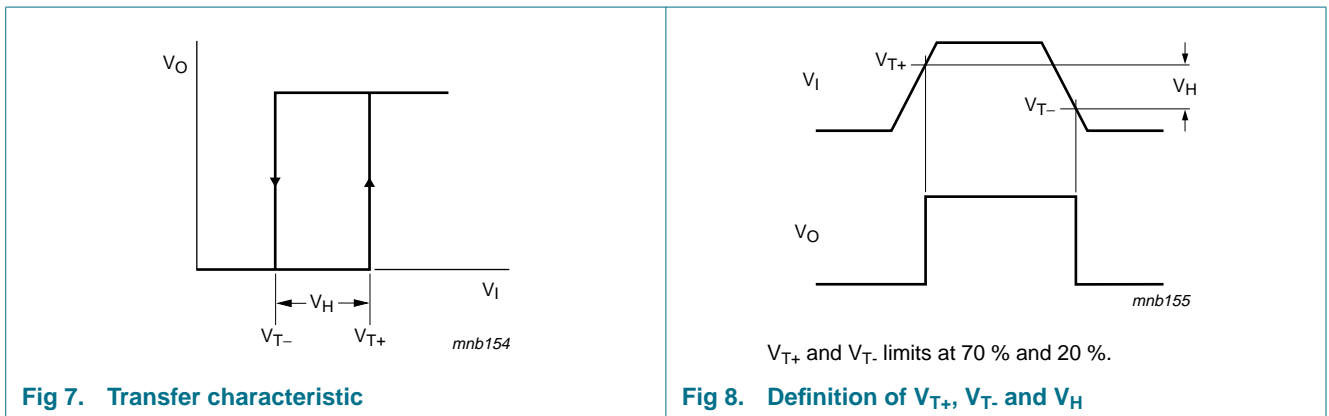 V_O
V_I
V_H
V_T–
V_T+
mnb154
Fig 7. Transfer characteristic
V_T+
V_I
V_H
V_T–
V_O
mnb155
V_T+ and V_T- limits at 70 % and 20 %.
Fig 8. Definition of V_T+, V_T- and V_H